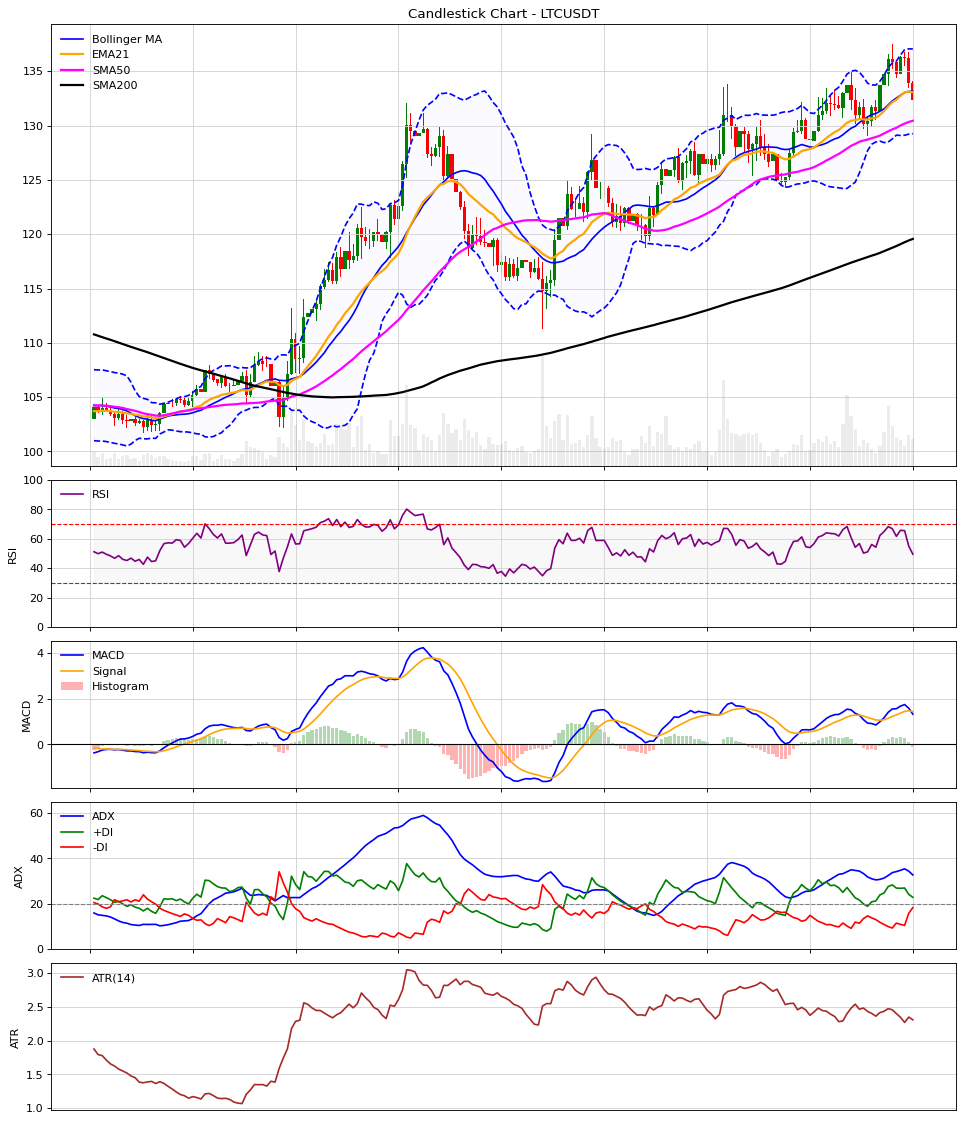 Candlestick Chart - LTCUSDT
Bollinger MA
EMA21
SMA50
SMA200
135
130
125
120
115
110
105
100
RSI
RSI
100
80
60
40
20
0
MACD
Signal
Histogram
MACD
4
2
0
ADX
+DI
-DI
ADX
60
40
20
0
ATR(14)
ATR
3.0
2.5
2.0
1.5
1.0